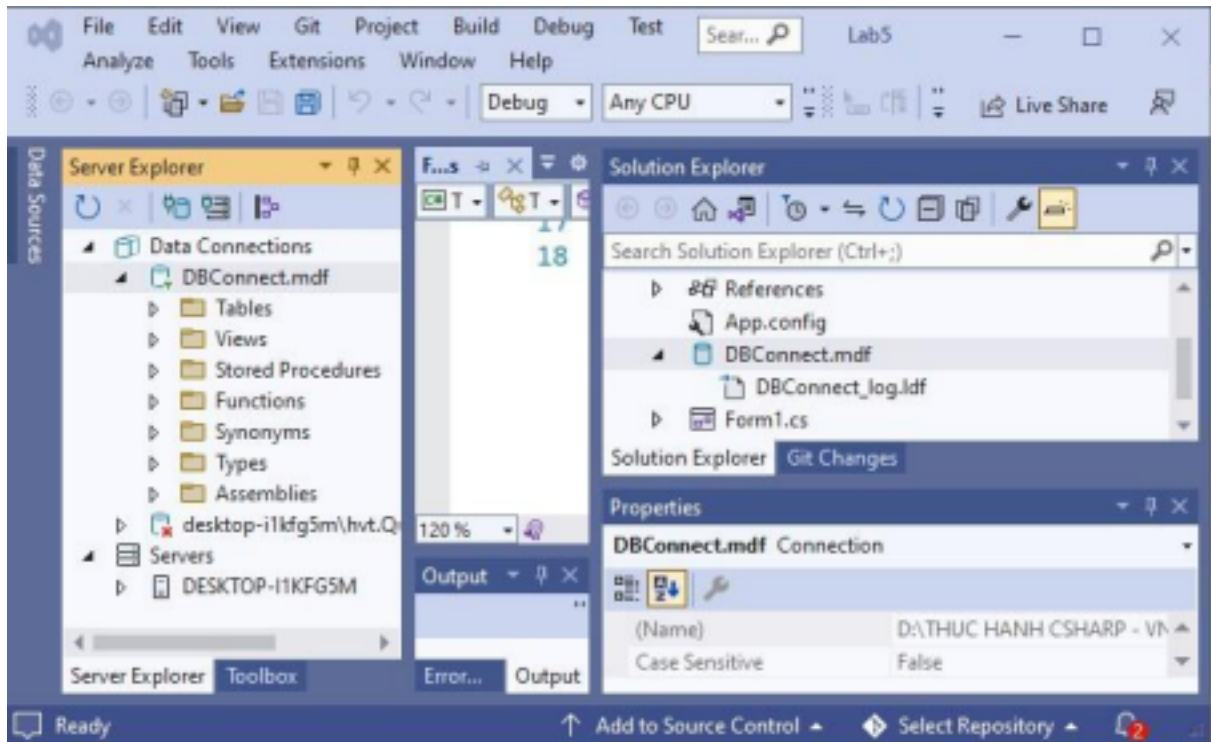 File Edit View Git Project Build Debug Test Sear... Lab5
Analyze Tools Extensions Window Help
Debug Any CPU Live Share
Data Sources
Server Explorer
Data Connections
DBConnect.mdf
Tables
Views
Stored Procedures
Functions
Synonyms
Types
Assemblies
desktop-i1kfg5m\hvt.Q
Servers
DESKTOP-I1KFG5M
Server Explorer Toolbox
F...s
T T
17
18
120 %
Output
Error... Output
Solution Explorer
Search Solution Explorer (Ctrl+;)
References
App.config
DBConnect.mdf
DBConnect_log.ldf
Form1.cs
Solution Explorer Git Changes
Properties
DBConnect.mdf Connection
(Name) D:\THUC HANH CSHARP - VN
Case Sensitive False
Ready Add to Source Control Select Repository 2